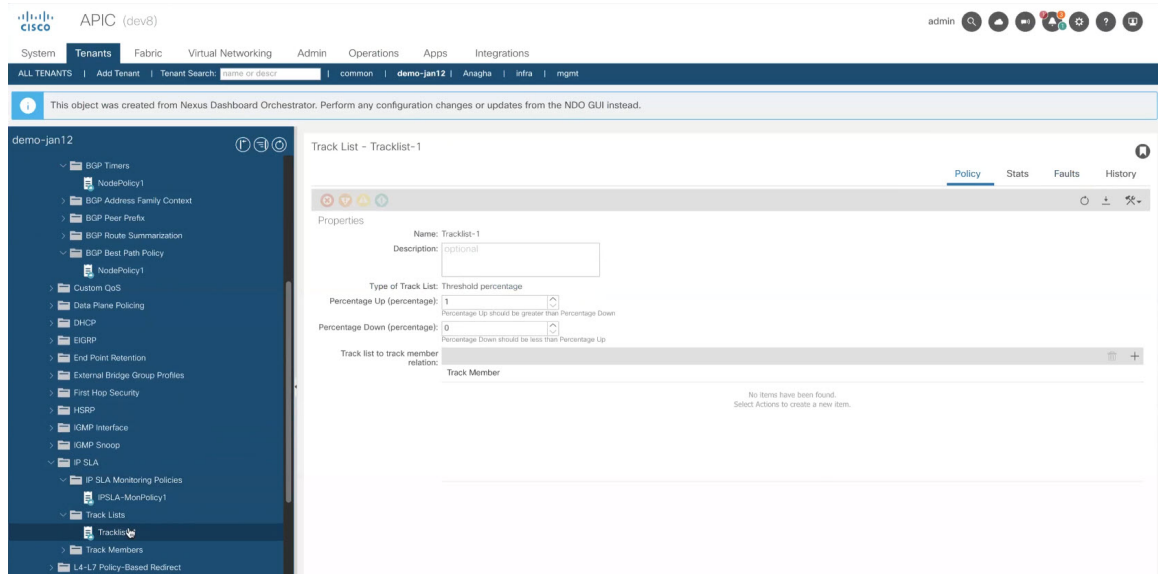 CISCO
APIC (dev8)
admin
System Tenants Fabric Virtual Networking Admin Operations Apps Integrations
ALL TENANTS | Add Tenant | Tenant Search: name or descr | common | demo-jan12 | Anagha | infra | mgmt
This object was created from Nexus Dashboard Orchestrator. Perform any configuration changes or updates from the NDO GUI instead.
demo-jan12
BGP Timers
NodePolicy1
BGP Address Family Context
BGP Peer Prefix
BGP Route Summarization
BGP Best Path Policy
NodePolicy1
Custom QoS
Data Plane Policing
DHCP
EIGRP
End Point Retention
External Bridge Group Profiles
First Hop Security
HSRP
IGMP Interface
IGMP Snoop
IP SLA
IP SLA Monitoring Policies
IPSLA-MonPolicy1
Track Lists
Track Members
L4-L7 Policy-Based Redirect
Track List - Tracklist-1
Policy Stats Faults History
Properties
Name: Tracklist-1
Description: optional
Type of Track List: Threshold percentage
Percentage Up (percentage): 1
Percentage Up should be greater than Percentage Down
Percentage Down (percentage): 0
Percentage Down should be less than Percentage Up
Track list to track member
relation:
Track Member
No items have been found.
Select Actions to create a new item.